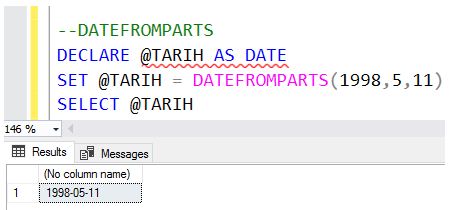 --DATEFROMPARTS
DECLARE @TARIH AS DATE
SET @TARIH = DATEFROMPARTS(1998,5,11)
SELECT @TARIH
146 %
Results Messages
(No column name)
1 1998-05-11